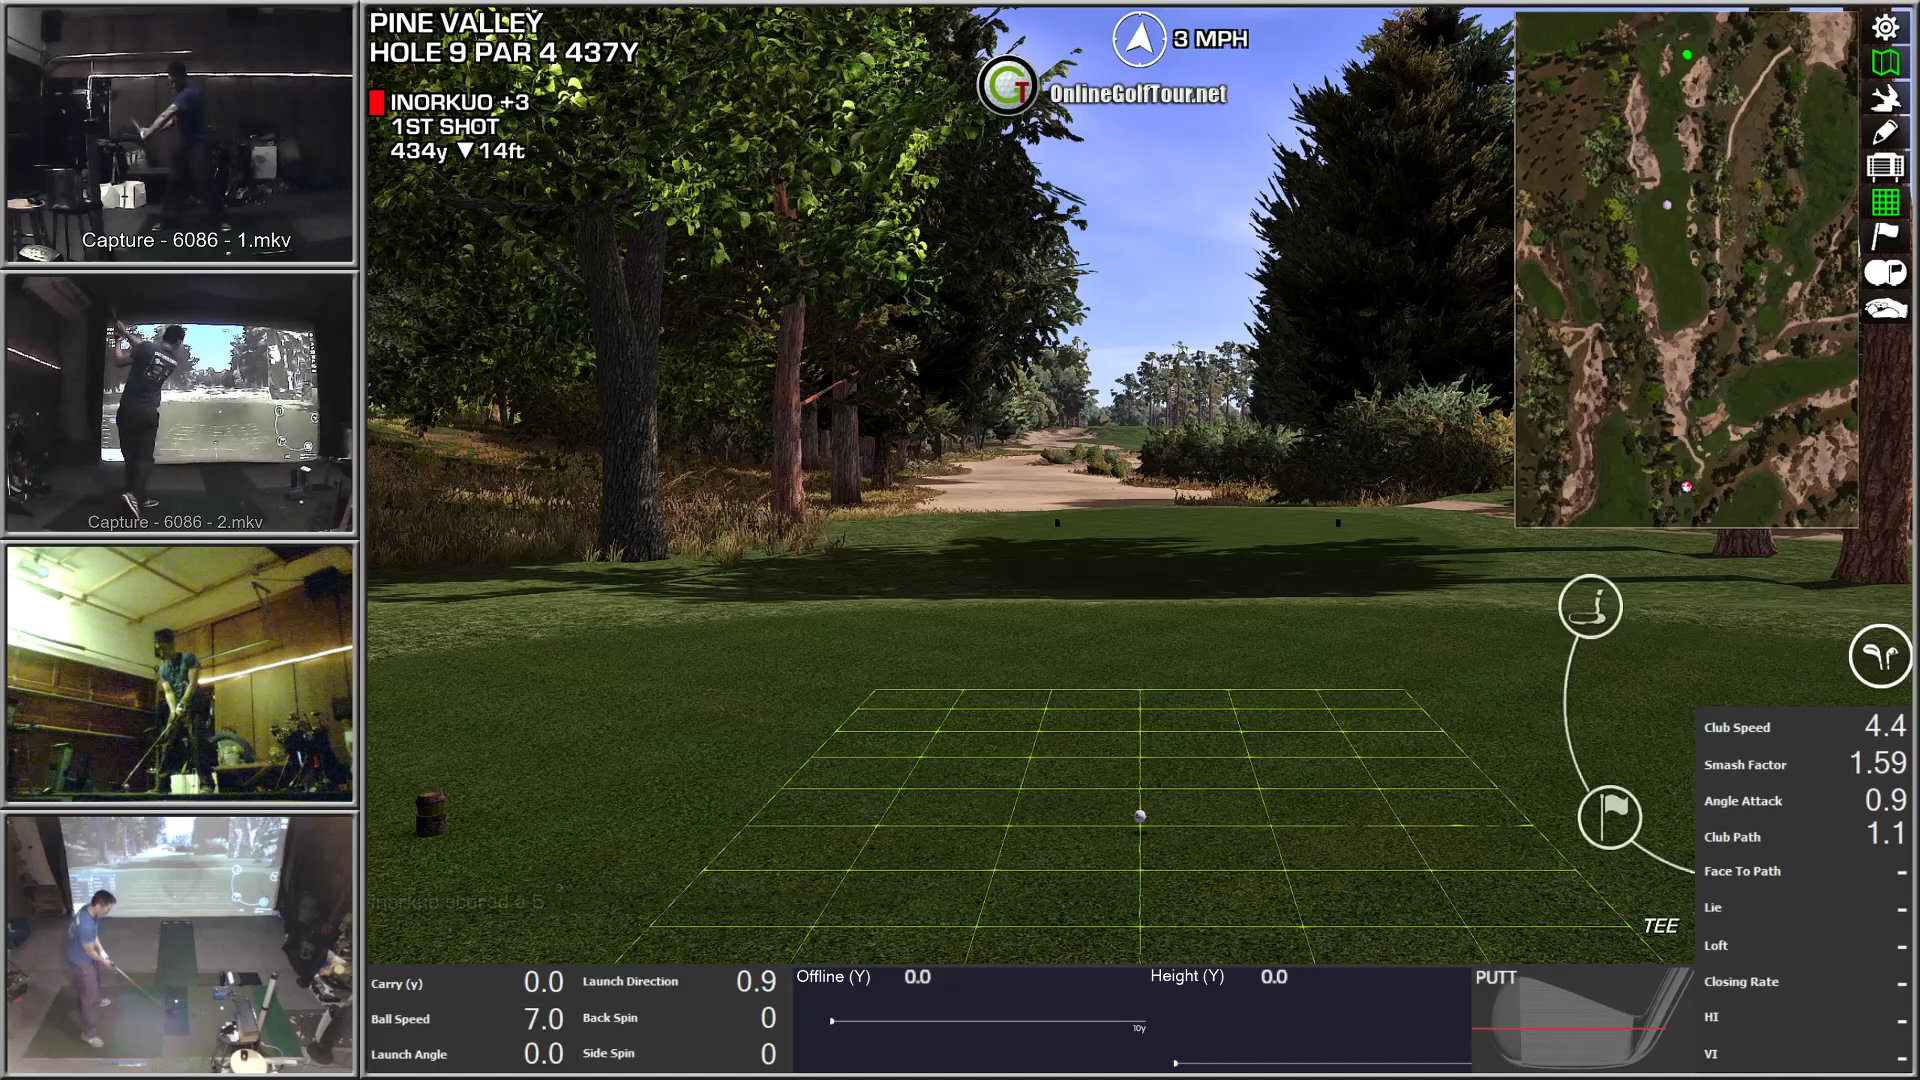 PINE VALLEY
HOLE 9 PAR 4 437Y
INORKUO +3
1ST SHOT
434y ▼14ft
3 MPH
GT
OnlineGolfTour.net
Capture - 6086 - 1.mkv
Capture - 6086 - 2.mkv
TEE
Club Speed 4.4
Smash Factor 1.59
Angle Attack 0.9
Club Path 1.1
Face To Path -
Lie -
Loft -
Closing Rate -
HI -
VI -
Carry (y) 0.0 Launch Direction 0.9
Ball Speed 7.0 Back Spin 0
Launch Angle 0.0 Side Spin 0
Offline (Y) 0.0
10y
Height (Y) 0.0
PUTT